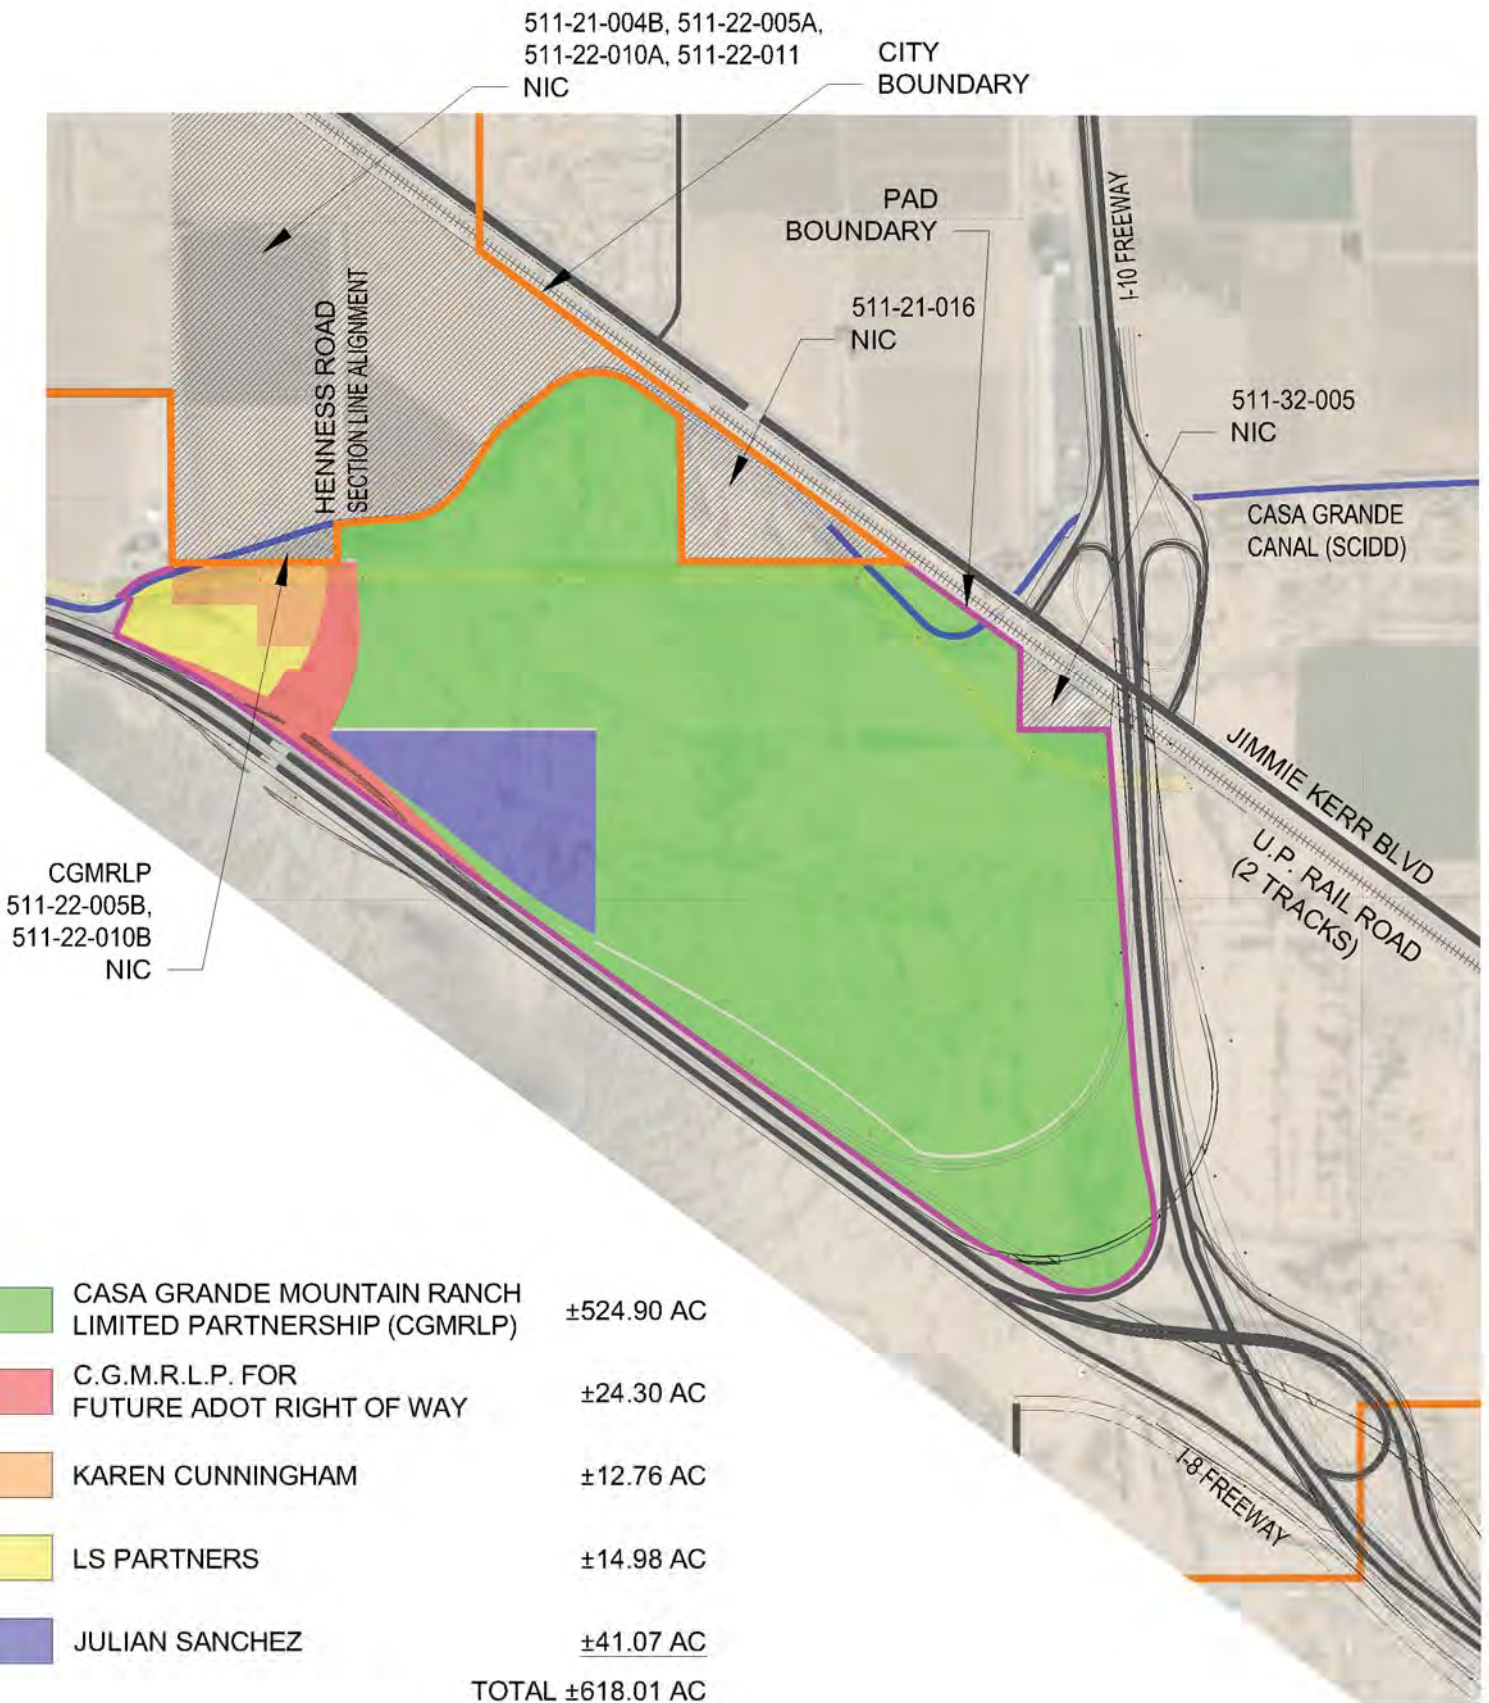 511-21-004B, 511-22-005A,
511-22-010A, 511-22-011
NIC
CITY
BOUNDARY
PAD
BOUNDARY
I-10 FREEWAY
511-21-016
NIC
HENNESS ROAD
SECTION LINE ALIGNMENT
511-32-005
NIC
CASA GRANDE
CANAL (SCIDD)
JIMMIE KERR BLVD
U.P. RAIL ROAD
(2 TRACKS)
CGMRLP
511-22-005B,
511-22-010B
NIC
I-8 FREEWAY
CASA GRANDE MOUNTAIN RANCH
LIMITED PARTNERSHIP (CGMRLP) ±524.90 AC
C.G.M.R.L.P. FOR
FUTURE ADOT RIGHT OF WAY ±24.30 AC
KAREN CUNNINGHAM ±12.76 AC
LS PARTNERS ±14.98 AC
JULIAN SANCHEZ ±41.07 AC
TOTAL ±618.01 AC